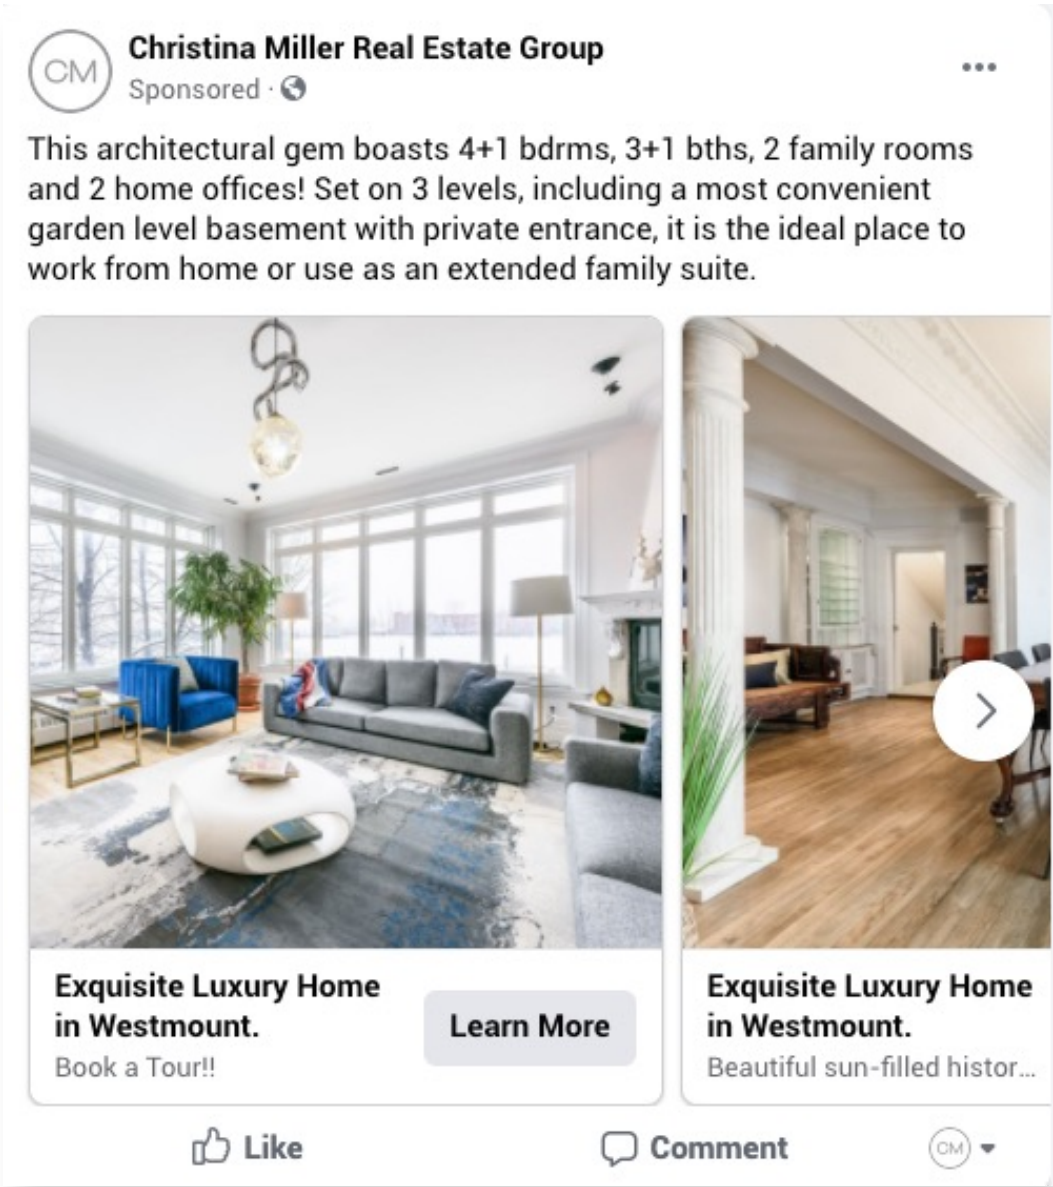 CM
Christina Miller Real Estate Group
Sponsored ·
This architectural gem boasts 4+1 bdrms, 3+1 bths, 2 family rooms
and 2 home offices! Set on 3 levels, including a most convenient
garden level basement with private entrance, it is the ideal place to
work from home or use as an extended family suite.
Exquisite Luxury Home
in Westmount.
Book a Tour!!
Learn More
Exquisite Luxury Home
in Westmount.
Beautiful sun-filled histor...
Like
Comment
CM